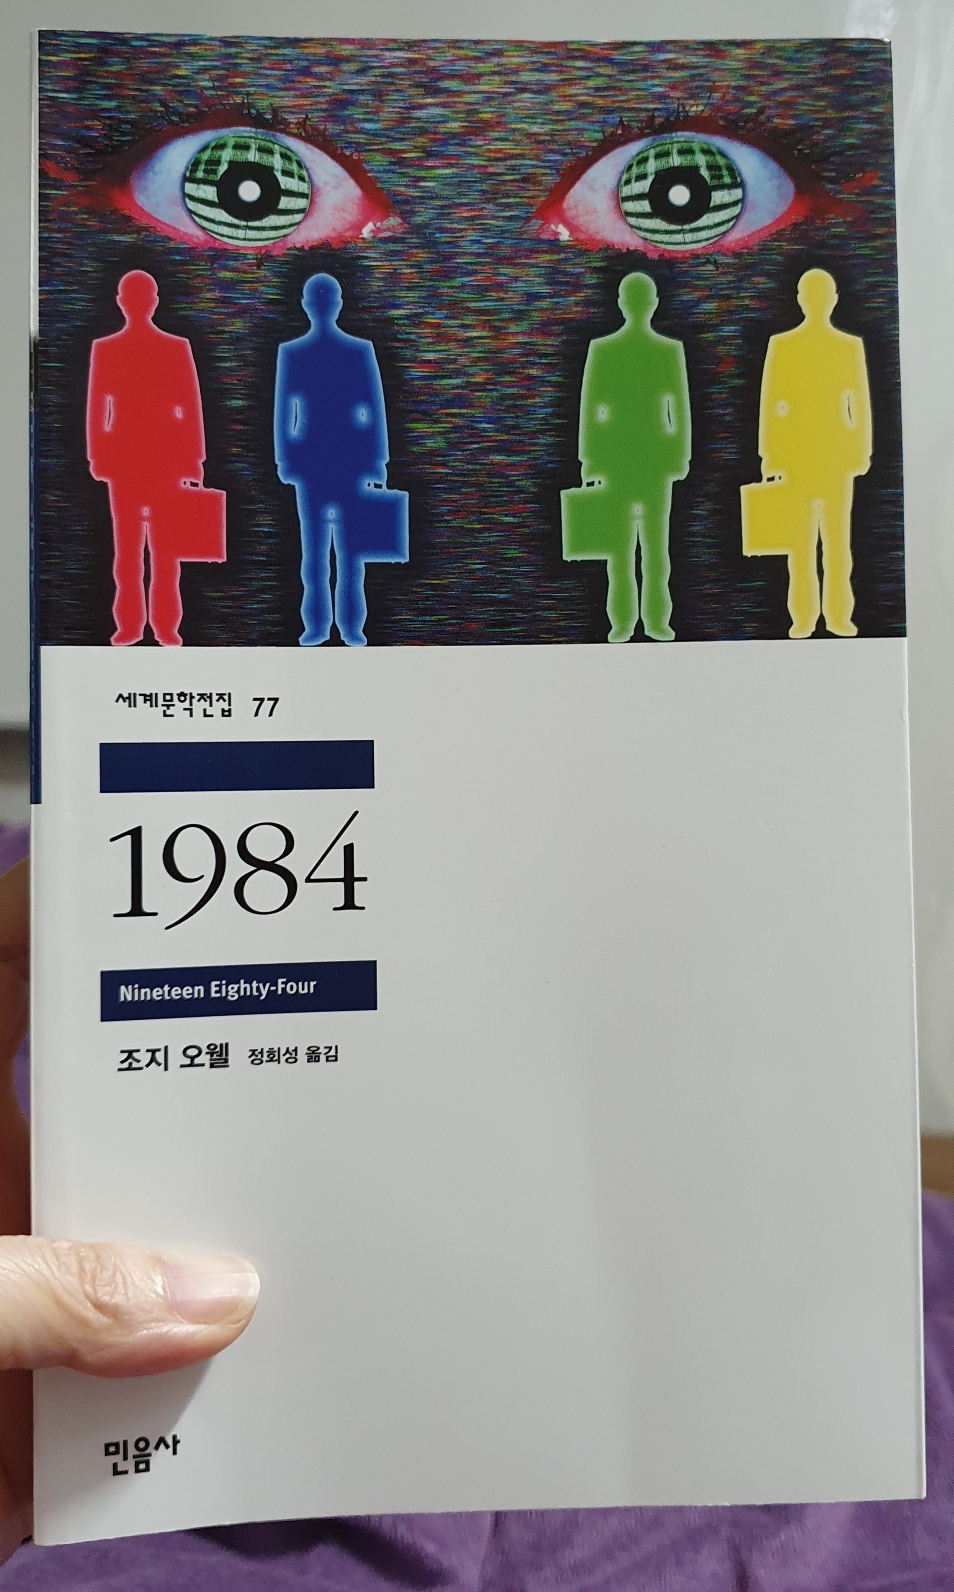 세계문학전집 77
1984
Nineteen Eighty-Four
조지 오웰 정회성 옮김
민음사